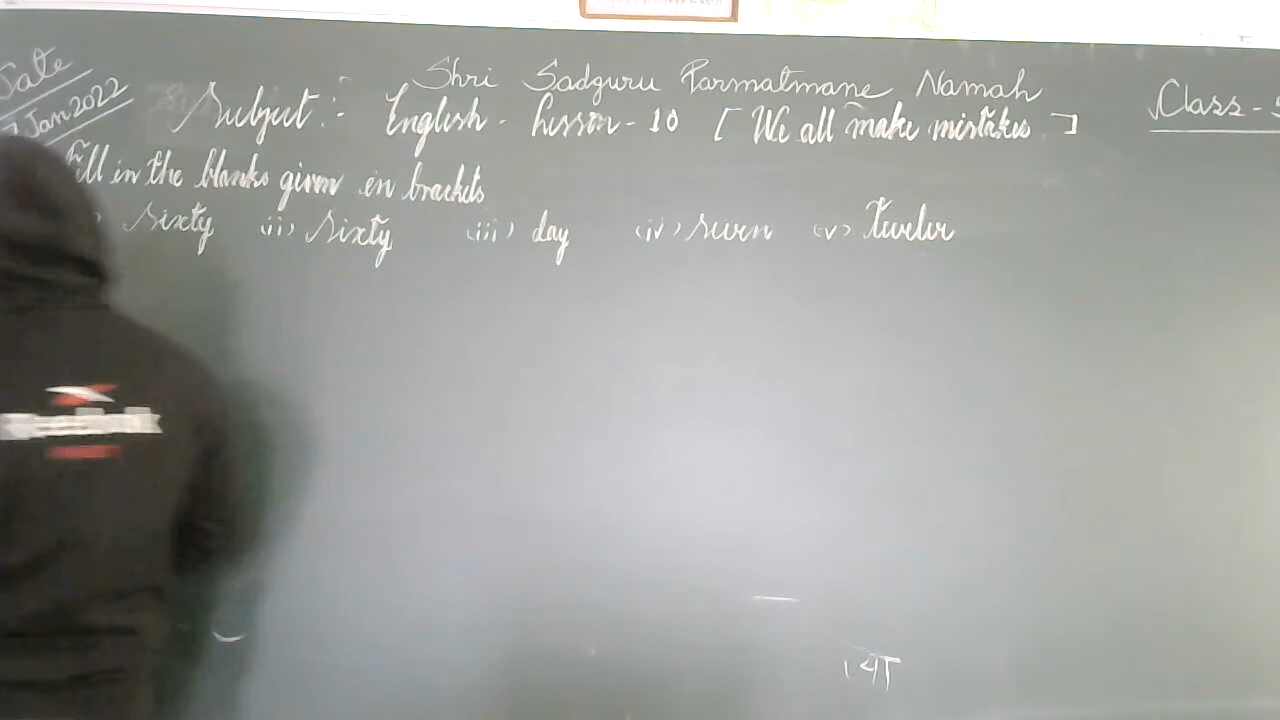 Shri Sadguru Parmatmane Namah
Date
Jan 2022
Subject :- English - Lesson - 10 [ We all make mistakes ]
Class -
Fill in the blanks given in brackets
Sixty (ii) Sixty (iii) day (iv) seven (v) Twelve